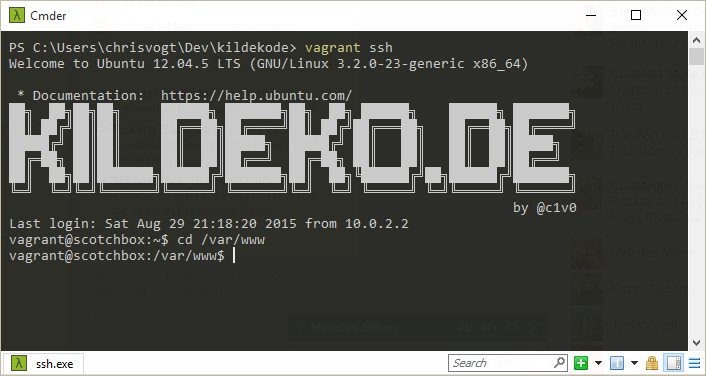 Cmder
PS C:\Users\chrisvogt\Dev\kildekode> vagrant ssh
Welcome to Ubuntu 12.04.5 LTS (GNU/Linux 3.2.0-23-generic x86_64)
* Documentation:  https://help.ubuntu.com/
KILDEKO.DE
by @c1v0
Last login: Sat Aug 29 21:18:20 2015 from 10.0.2.2
vagrant@scotchbox:~$ cd /var/www
vagrant@scotchbox:/var/www$
ssh.exe
Search